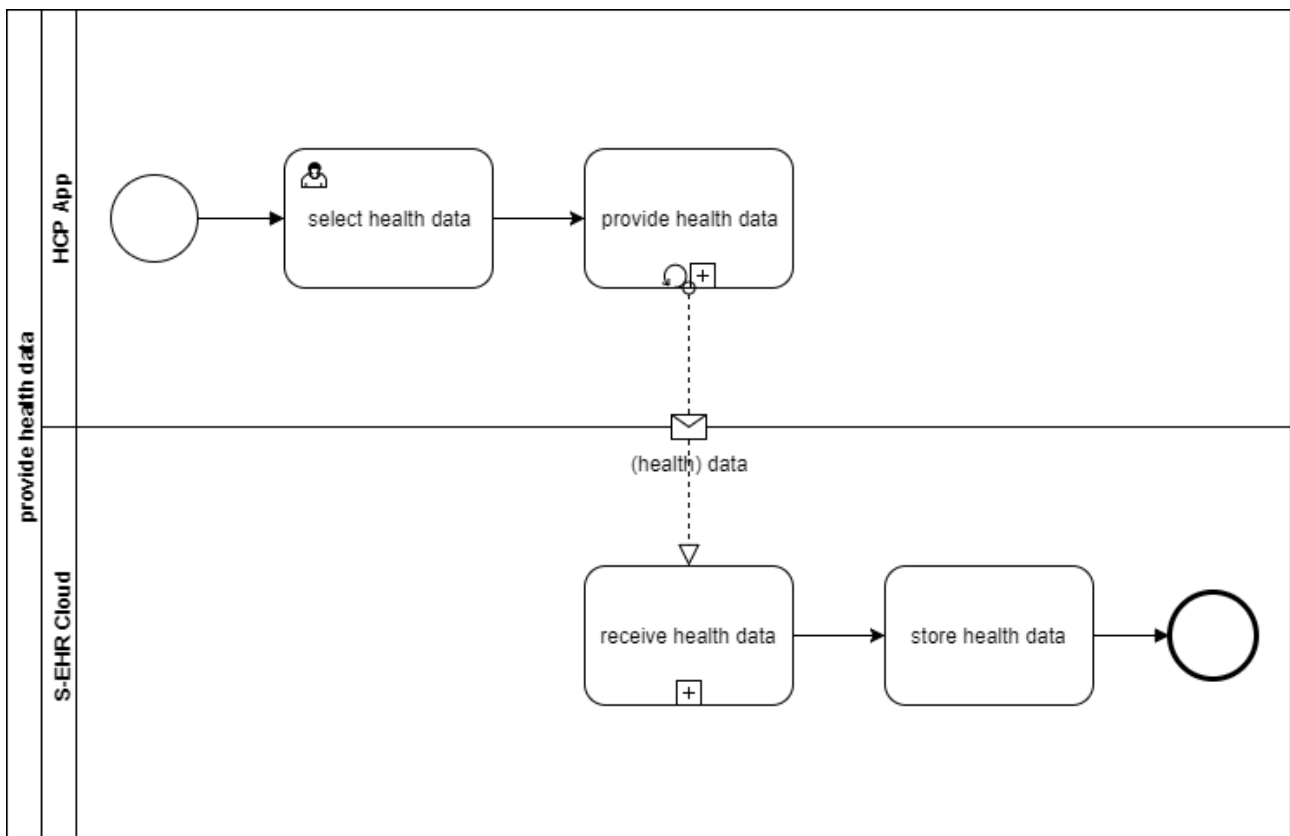 provide health data
HCP App
select health data
provide health data
(health) data
S-EHR Cloud
receive health data
store health data